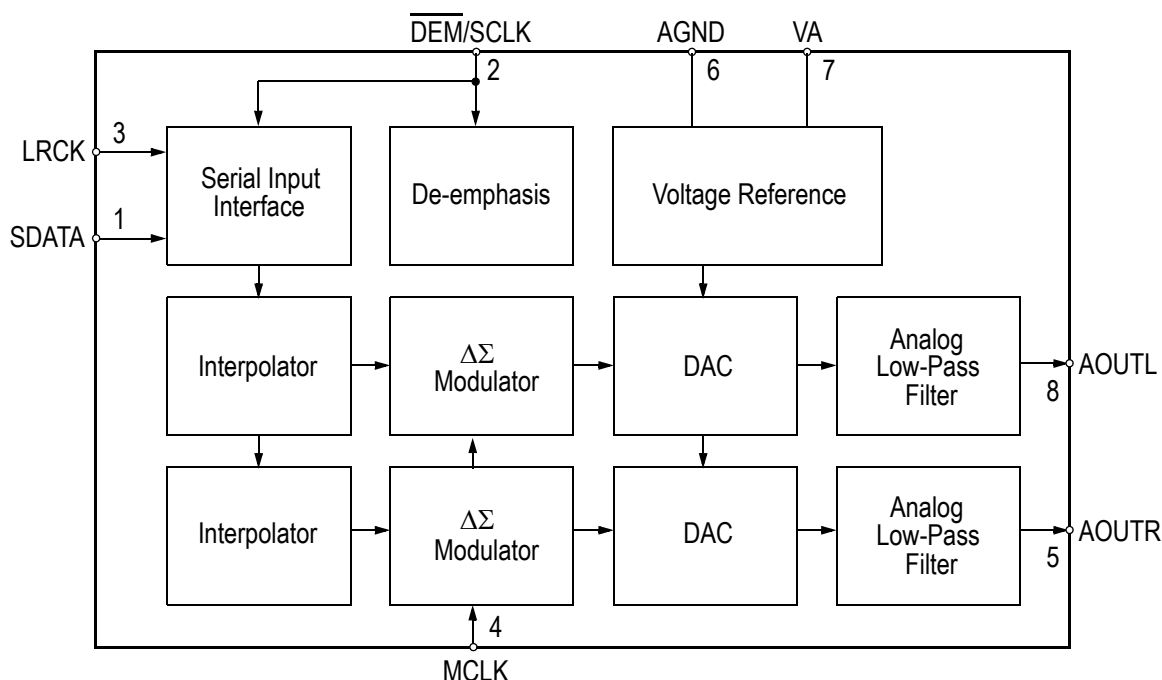 DEM/SCLK
AGND
VA
2
6
7
LRCK
3
SDATA
1
Serial Input
Interface
De-emphasis
Voltage Reference
Interpolator
ΔΣ
Modulator
DAC
Analog
Low-Pass
Filter
AOUTL
8
Interpolator
ΔΣ
Modulator
DAC
Analog
Low-Pass
Filter
AOUTR
5
4
MCLK